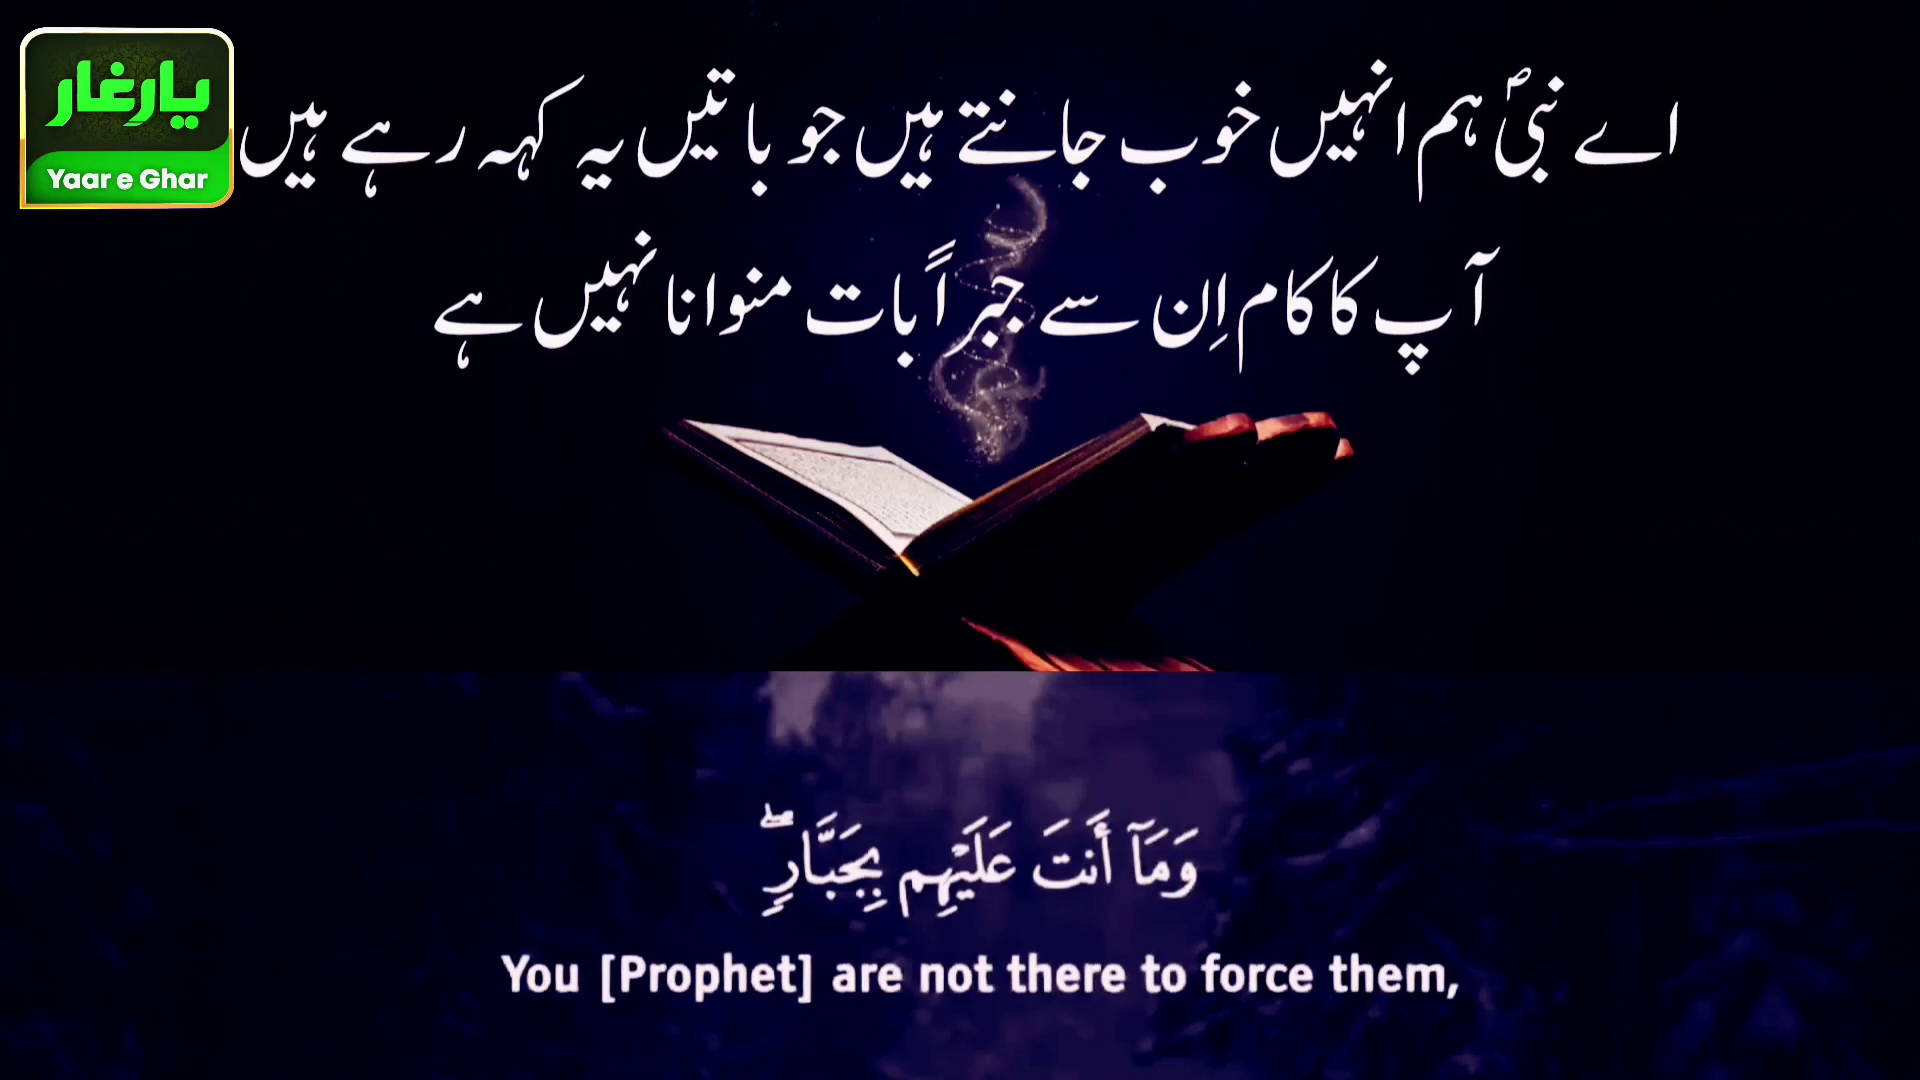 یارِغار
Yaar e Ghar
اے نبیؐ ہم انہیں خوب جانتے ہیں جو باتیں یہ کہہ رہے ہیں
آپ کا کام اِن سے جبراً بات منوانا نہیں ہے
وَمَآ أَنتَ عَلَيْهِم بِجَبَّارٍۢ ۖ
You [Prophet] are not there to force them,